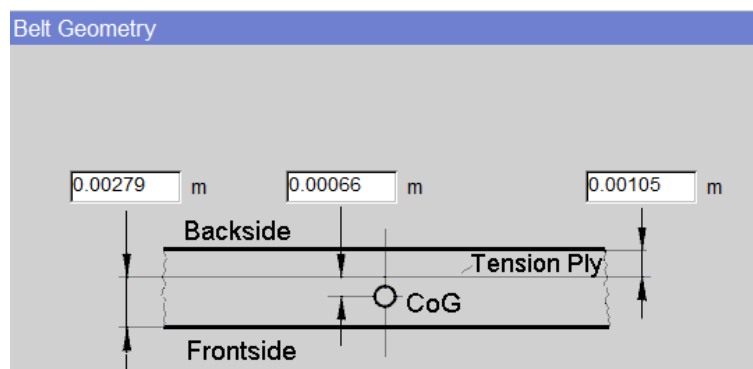 Belt Geometry
0.00279 m 0.00066 m 0.00105 m
Backside
Tension Ply
CoG
Frontside